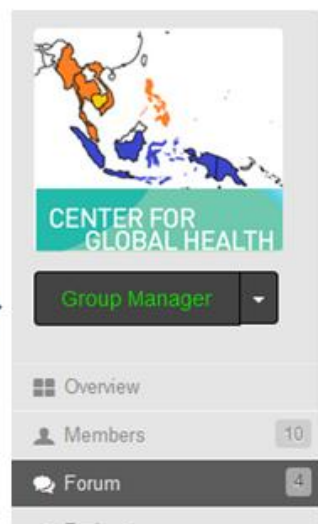 CENTER FOR
GLOBAL HEALTH
Group Manager
Overview
Members 10
Forum 4